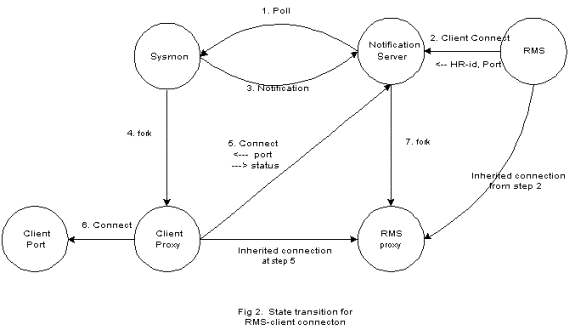 1. Poll
Sysmon
Notification
Server
2. Client Connect
<-- HR-id, Port
RMS
3. Notification
4. fork
5. Connect
<--- port
---> status
7. fork
Inherited connection
from step 2
Client
Port
6. Connect
Client
Proxy
Inherited connection
at step 5
RMS
proxy
Fig 2. State transition for
RMS-client connecton